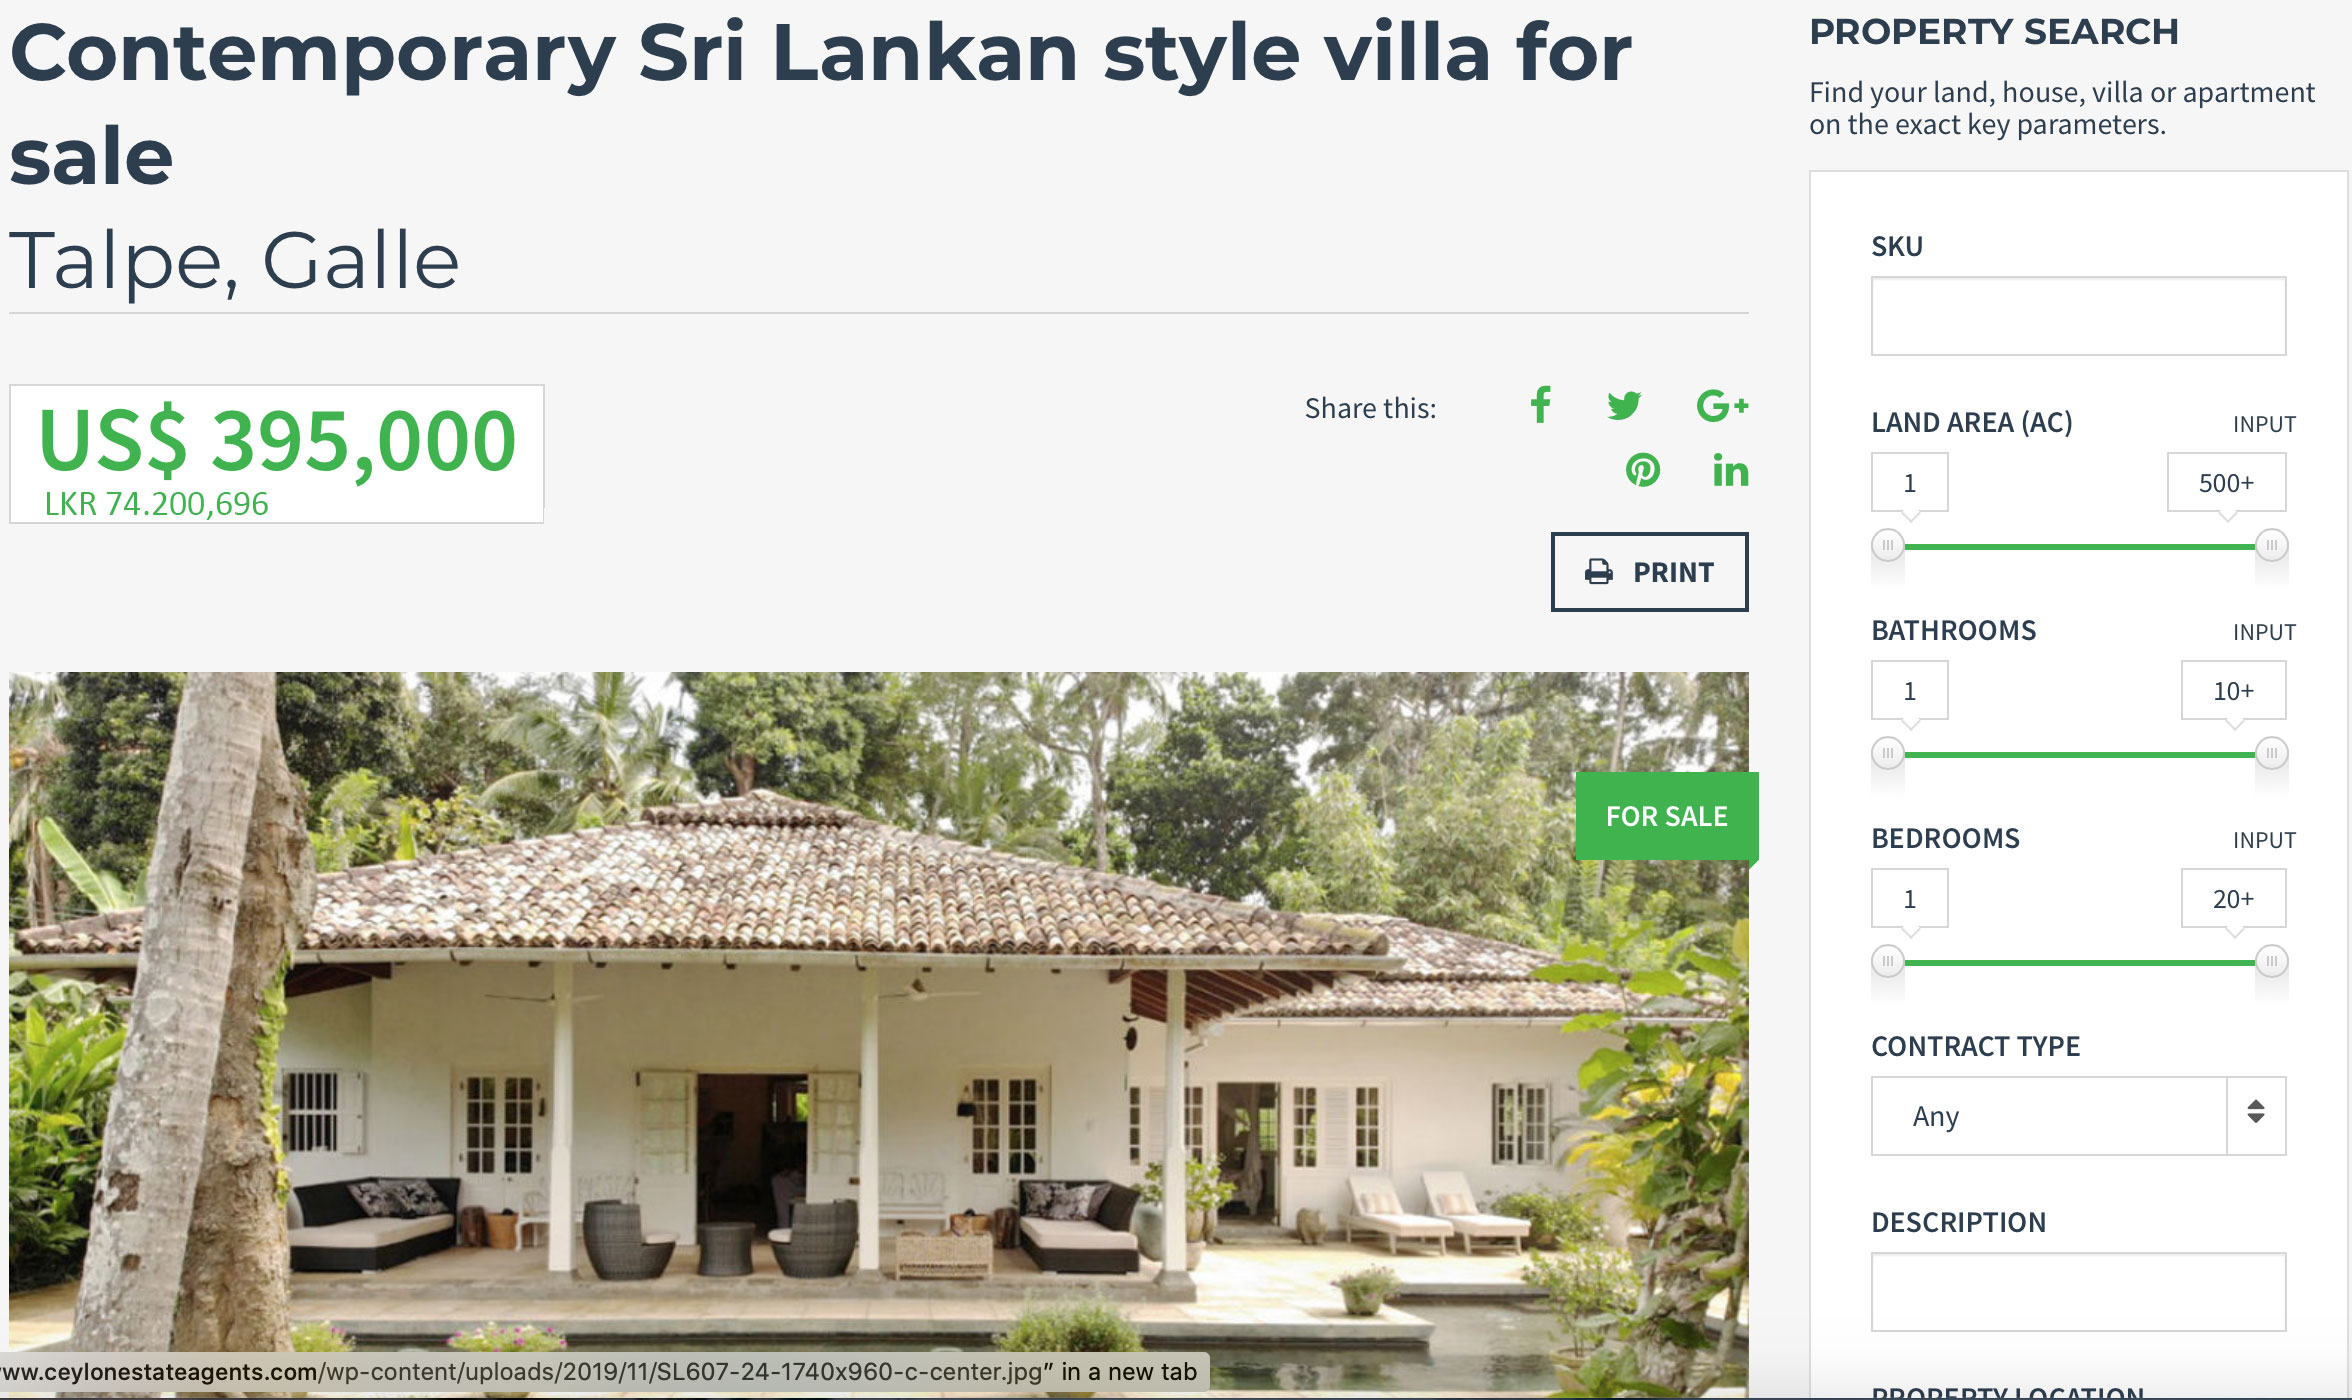 Contemporary Sri Lankan style villa for
sale
Talpe, Galle
US$ 395,000
LKR 74.200,696
Share this:
PRINT
FOR SALE
ww.ceylonestateagents.com/wp-content/uploads/2019/11/SL607-24-1740x960-c-center.jpg” in a new tab
PROPERTY SEARCH
Find your land, house, villa or apartment
on the exact key parameters.
SKU
LAND AREA (AC) INPUT
1 500+
BATHROOMS INPUT
1 10+
BEDROOMS INPUT
1 20+
CONTRACT TYPE
Any
DESCRIPTION
PROPERTY LOCATION